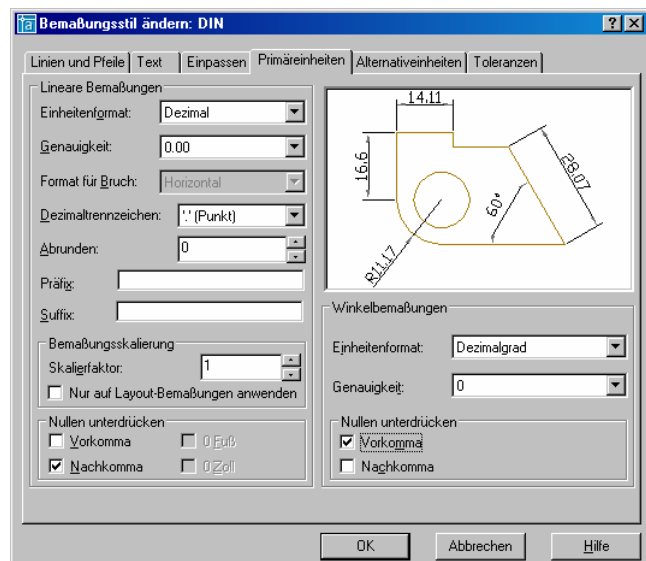 Bemaßungsstil ändern: DIN
Linien und Pfeile Text Einpassen Primäreinheiten Alternativeinheiten Toleranzen
Lineare Bemaßungen
Einheitenformat: Dezimal
Genauigkeit: 0.00
Format für Bruch: Horizontal
Dezimaltrennzeichen: '.' (Punkt)
Abrunden: 0
Präfix:
Suffix:
Bemaßungsskalierung
Skalierfaktor: 1
Nur auf Layout-Bemaßungen anwenden
Nullen unterdrücken
Vorkomma 0 Fuß
Nachkomma 0 Zoll
14.11
16.6
28.07
60°
R11.17
Winkelbemaßungen
Einheitenformat: Dezimalgrad
Genauigkeit: 0
Nullen unterdrücken
Vorkomma
Nachkomma
OK Abbrechen Hilfe